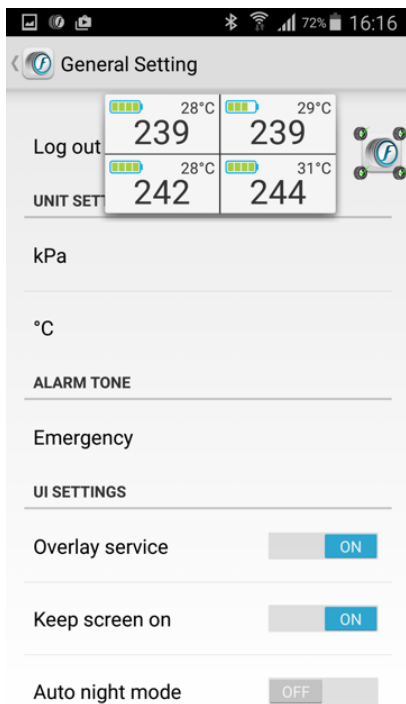 72% 16:16
General Setting
28°C 29°C
239 239
Log out
28°C 31°C
242 244
UNIT SET
kPa
°C
ALARM TONE
Emergency
UI SETTINGS
Overlay service ON
Keep screen on ON
Auto night mode OFF